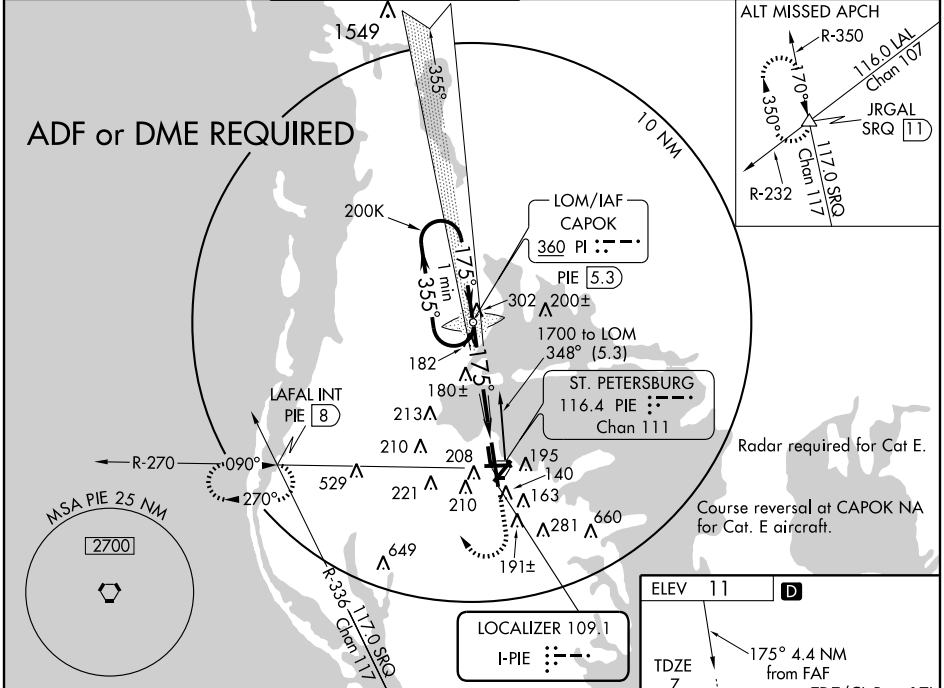 1549
355°
ADF or DME REQUIRED
10 NM
ALT MISSED APCH
R-350
116.0 LAL
Chan 107
170°
350°
JRGAL
SRQ 11
R-232
117.0 SRQ
Chan 117
200K
LOM/IAF
CAPOK
360 PI
PIE 5.3
175°
1 min
355°
302
200±
1700 to LOM
348° (5.3)
182
175°
180±
ST. PETERSBURG
116.4 PIE
Chan 111
LAFAL INT
PIE 8
213
210
208
195
Radar required for Cat E.
R-270
090°
270°
529
221
210
140
163
Course reversal at CAPOK NA
for Cat. E aircraft.
MSA PIE 25 NM
2700
281
660
191±
649
R-336
117.0 SRQ
Chan 117
LOCALIZER 109.1
I-PIE
ELEV 11
D
175° 4.4 NM
from FAF
TDZE
7